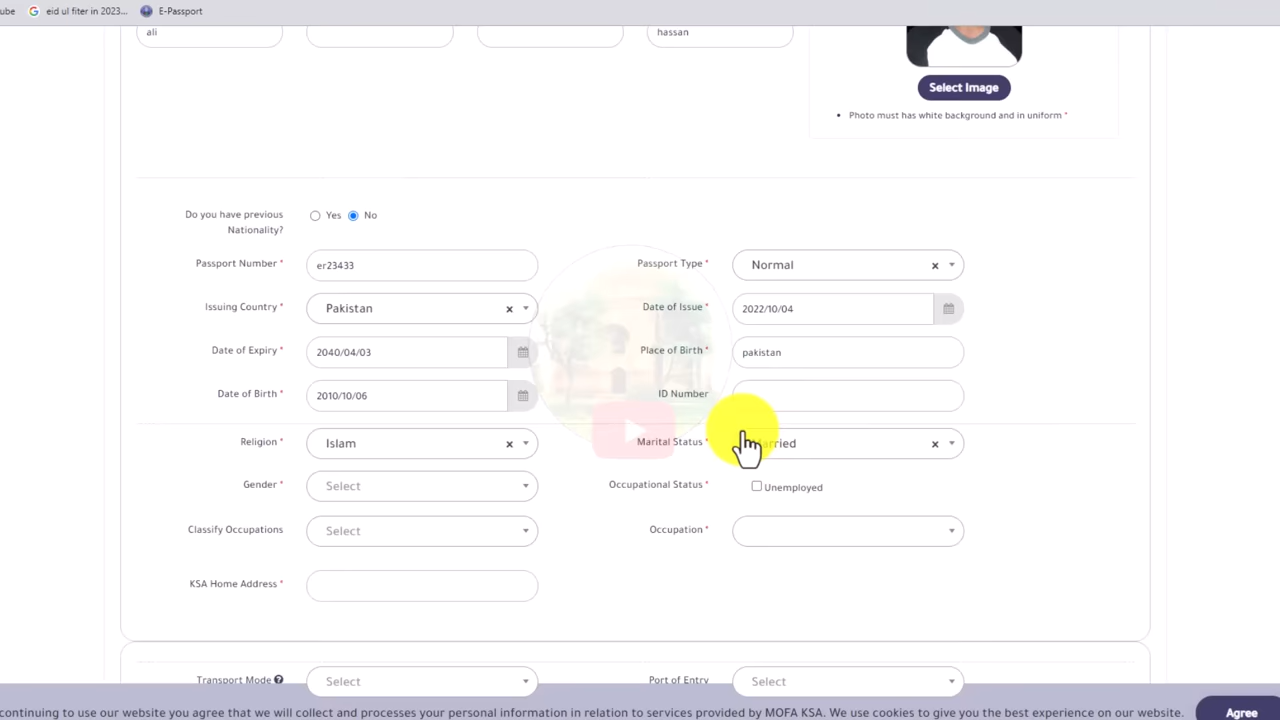 ube eid ul fiter in 2023... E-Passport
ali hassan
Select Image
• Photo must has white background and in uniform *
Do you have previous Nationality? Yes No
Passport Number * er23433 Passport Type * Normal ×
Issuing Country * Pakistan × Date of Issue * 2022/10/04
Date of Expiry * 2040/04/03 Place of Birth * pakistan
Date of Birth * 2010/10/06 ID Number
Religion * Islam × Marital Status * Married ×
Gender * Select Occupational Status * Unemployed
Classify Occupations Select Occupation *
KSA Home Address *
Transport Mode Select Port of Entry Select
continuing to use our website you agree that we will collect and processes your personal information in relation to services provided by MOFA KSA. We use cookies to give you the best experience on our website. Agree